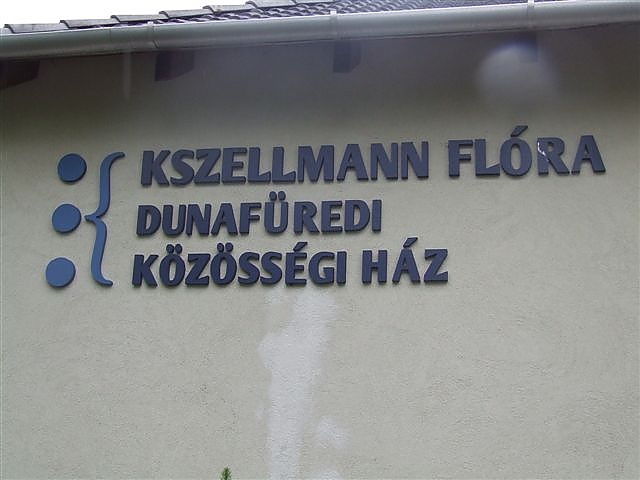 KSZELLMANN FLÓRA
DUNAFÜREDI
KÖZÖSSÉGI HÁZ